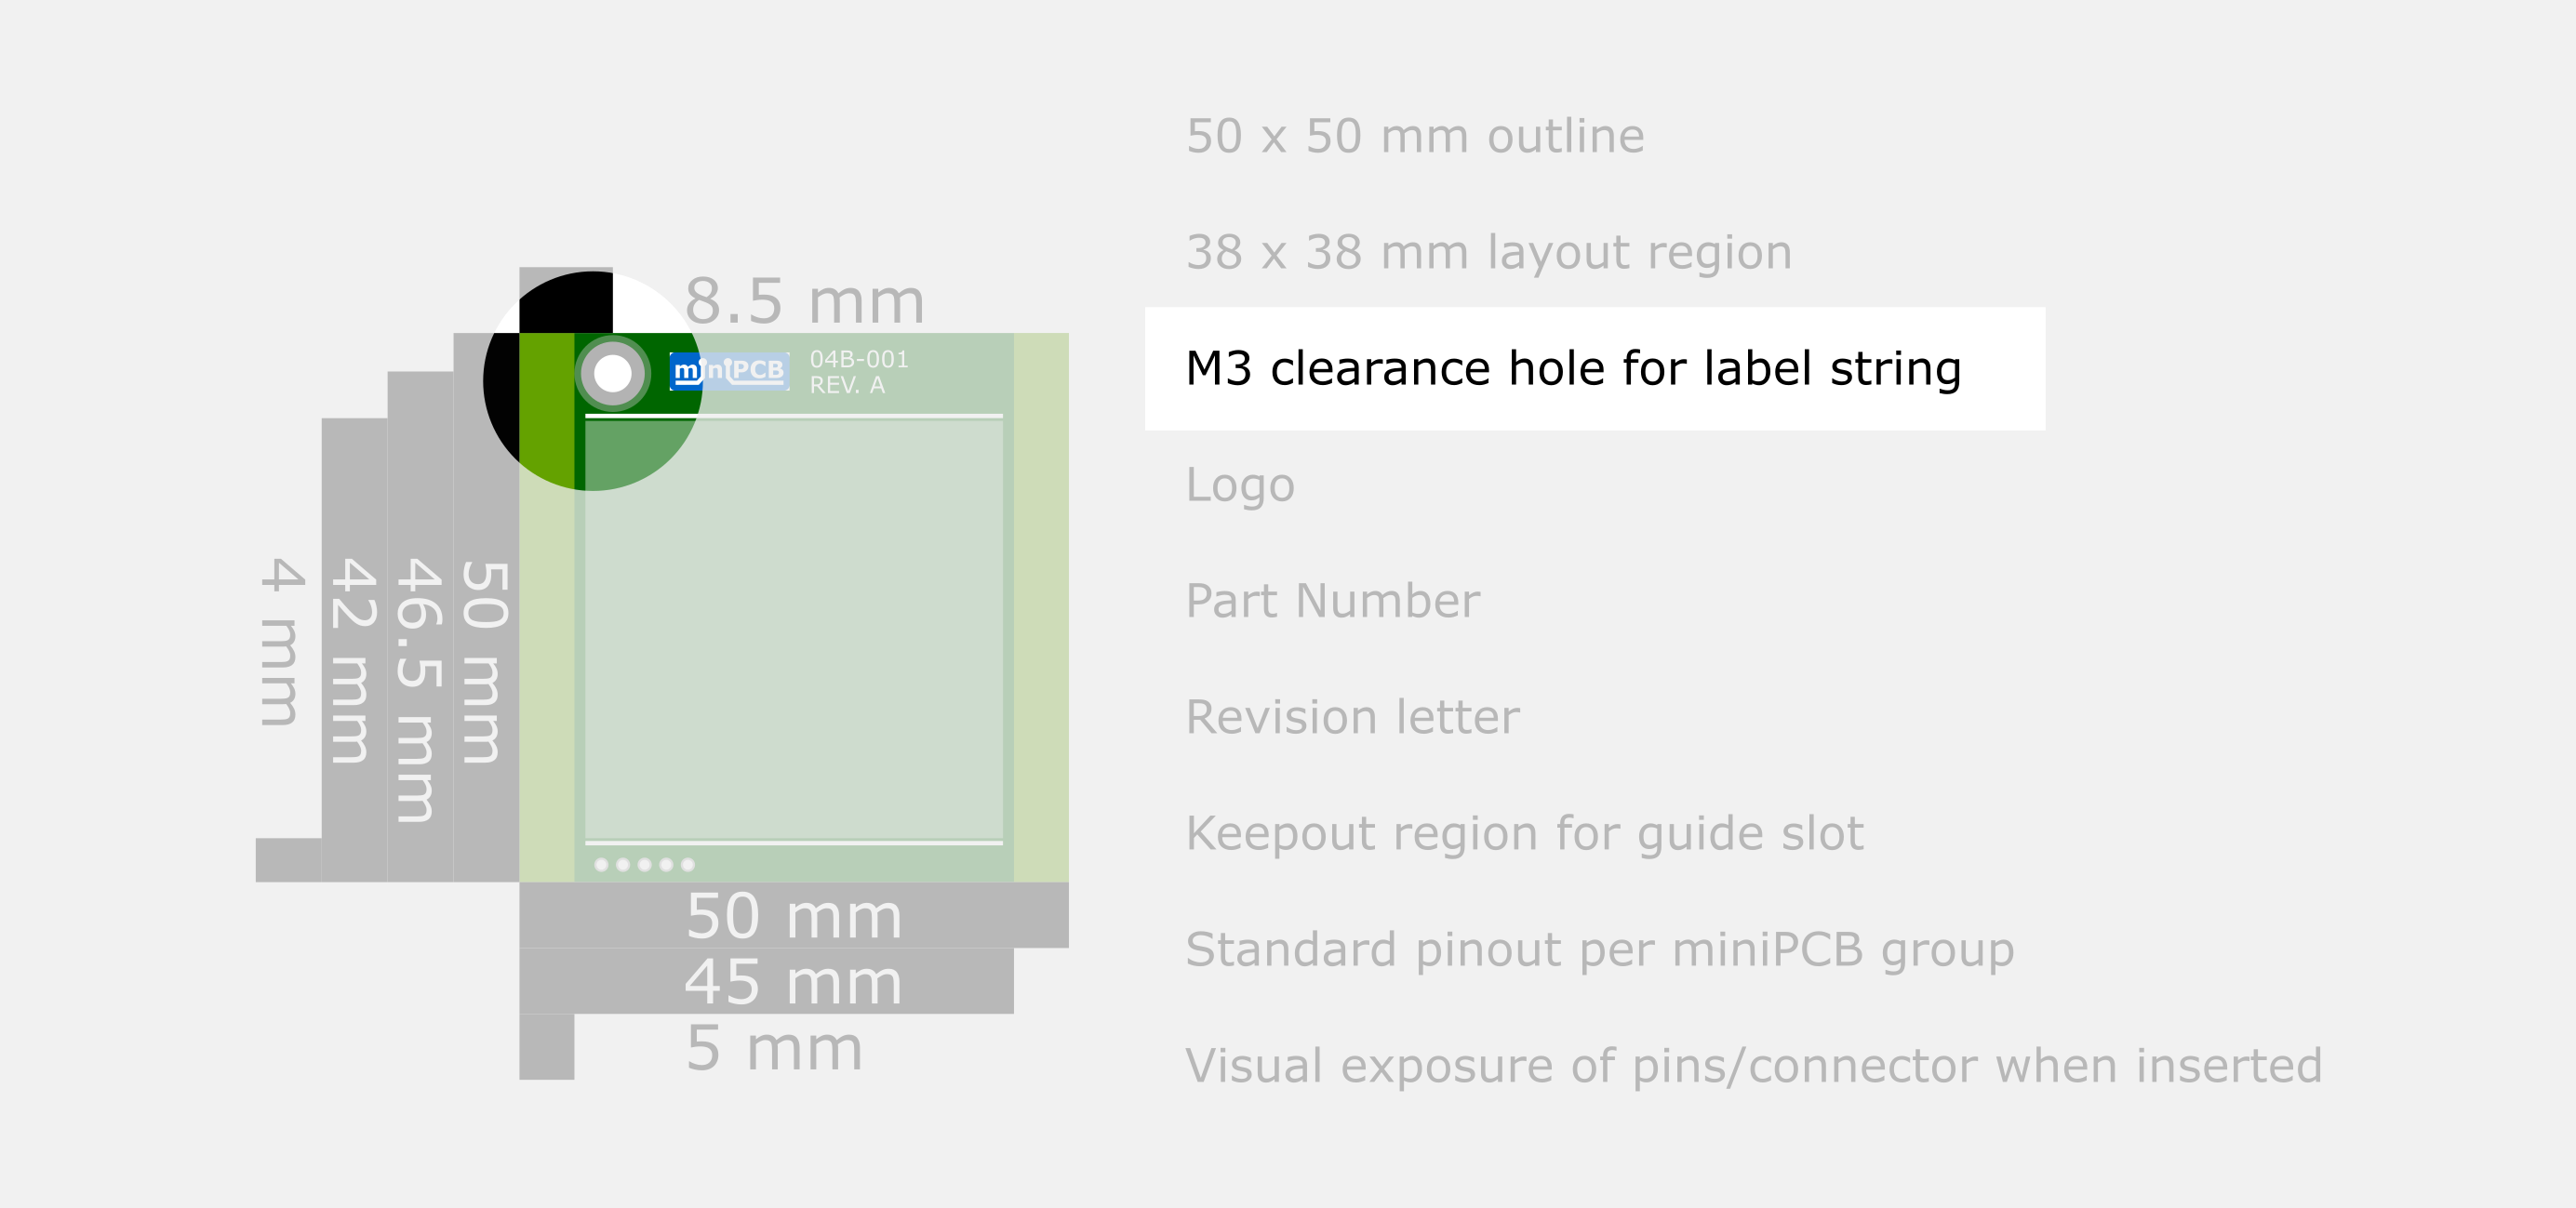 50 x 50 mm outline
38 x 38 mm layout region
8.5 mm
miniPCB
04B-001
REV. A
M3 clearance hole for label string
Logo
Part Number
Revision letter
Keepout region for guide slot
Standard pinout per miniPCB group
Visual exposure of pins/connector when inserted
4 mm
42 mm
46.5 mm
50 mm
50 mm
45 mm
5 mm